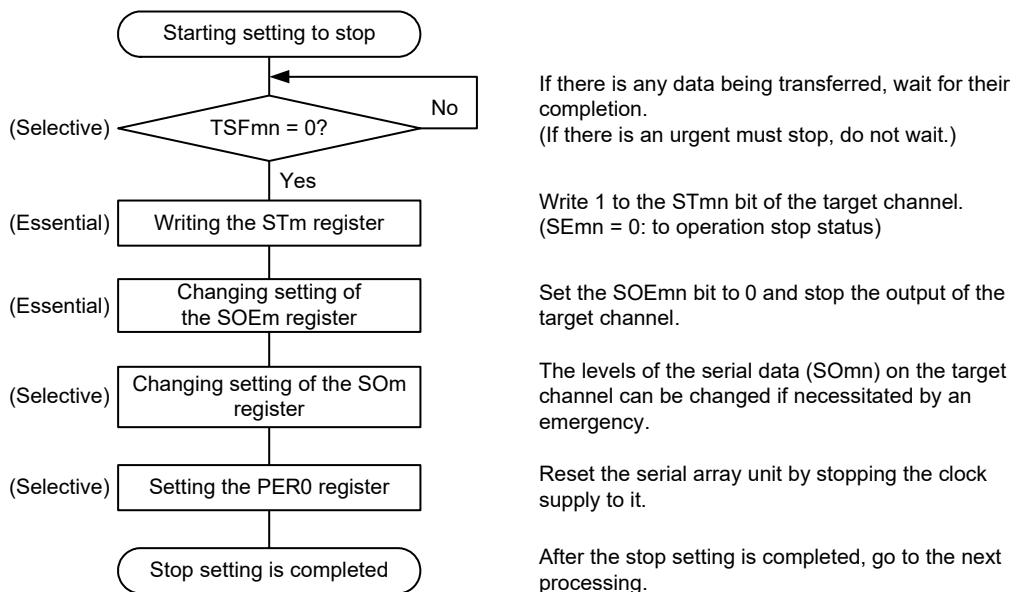 Starting setting to stop
If there is any data being transferred, wait for their
completion.
(If there is an urgent must stop, do not wait.)
(Selective)
TSFmn = 0?
No
Yes
(Essential)
Writing the STm register
Write 1 to the STmn bit of the target channel.
(SEmn = 0: to operation stop status)
(Essential)
Changing setting of
the SOEm register
Set the SOEmn bit to 0 and stop the output of the
target channel.
(Selective)
Changing setting of the SOm
register
The levels of the serial data (SOmn) on the target
channel can be changed if necessitated by an
emergency.
(Selective)
Setting the PER0 register
Reset the serial array unit by stopping the clock
supply to it.
Stop setting is completed
After the stop setting is completed, go to the next
processing.